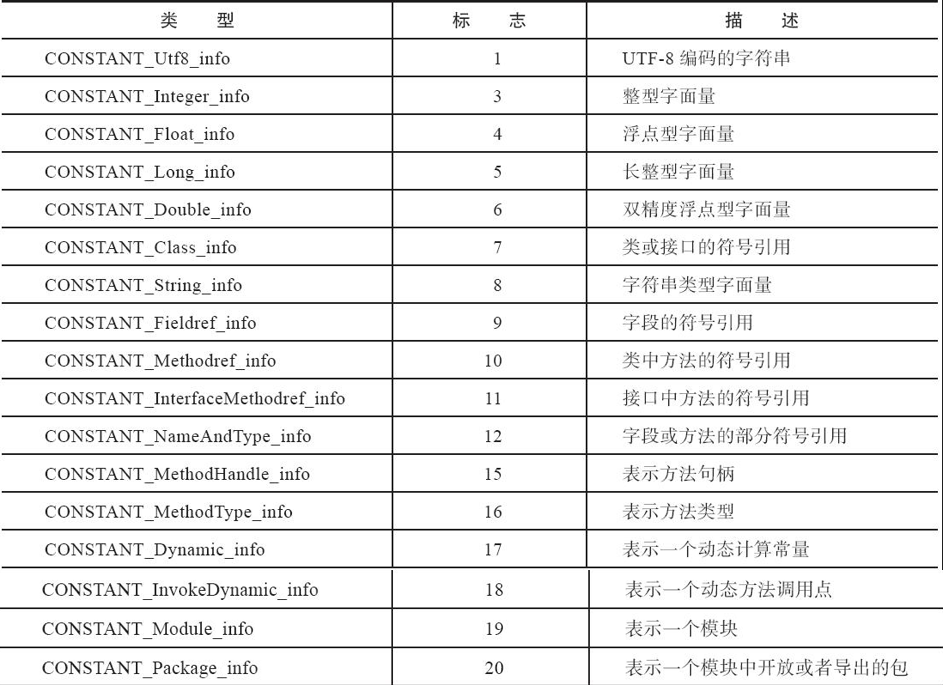 类 型 标 志 描 述
CONSTANT_Utf8_info 1 UTF-8 编码的字符串
CONSTANT_Integer_info 3 整型字面量
CONSTANT_Float_info 4 浮点型字面量
CONSTANT_Long_info 5 长整型字面量
CONSTANT_Double_info 6 双精度浮点型字面量
CONSTANT_Class_info 7 类或接口的符号引用
CONSTANT_String_info 8 字符串类型字面量
CONSTANT_Fieldref_info 9 字段的符号引用
CONSTANT_Methodref_info 10 类中方法的符号引用
CONSTANT_InterfaceMethodref_info 11 接口中方法的符号引用
CONSTANT_NameAndType_info 12 字段或方法的部分符号引用
CONSTANT_MethodHandle_info 15 表示方法句柄
CONSTANT_MethodType_info 16 表示方法类型
CONSTANT_Dynamic_info 17 表示一个动态计算常量
CONSTANT_InvokeDynamic_info 18 表示一个动态方法调用点
CONSTANT_Module_info 19 表示一个模块
CONSTANT_Package_info 20 表示一个模块中开放或者导出的包